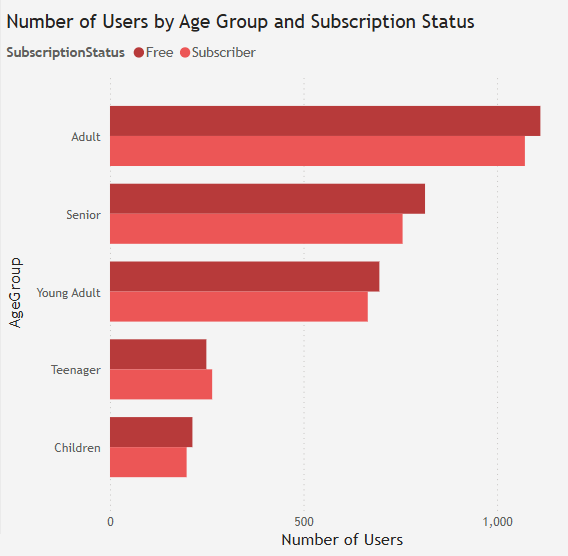 Number of Users by Age Group and Subscription Status
SubscriptionStatus Free Subscriber
Adult
Senior
Young Adult
Teenager
Children
AgeGroup
0 500 1,000
Number of Users